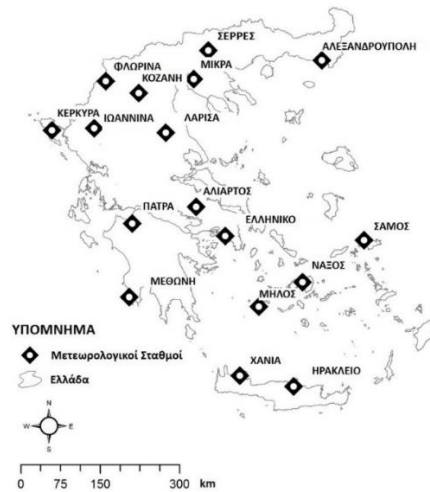 ΣΕΡΡΕΣ
ΑΛΕΞΑΝΔΡΟΥΠΟΛΗ
ΦΛΩΡΙΝΑ
ΜΙΚΡΑ
ΚΟΖΑΝΗ
ΚΕΡΚΥΡΑ
ΙΩΑΝΝΙΝΑ
ΛΑΡΙΣΑ
ΑΛΙΑΡΤΟΣ
ΠΑΤΡΑ
ΕΛΛΗΝΙΚΟ
ΣΑΜΟΣ
ΝΑΞΟΣ
ΜΕΘΩΝΗ
ΜΗΛΟΣ
ΥΠΟΜΝΗΜΑ
Μετεωρολογικοί Σταθμοί
Ελλάδα
ΧΑΝΙΑ
ΗΡΑΚΛΕΙΟ
N
W E
S
0 75 150 300 km